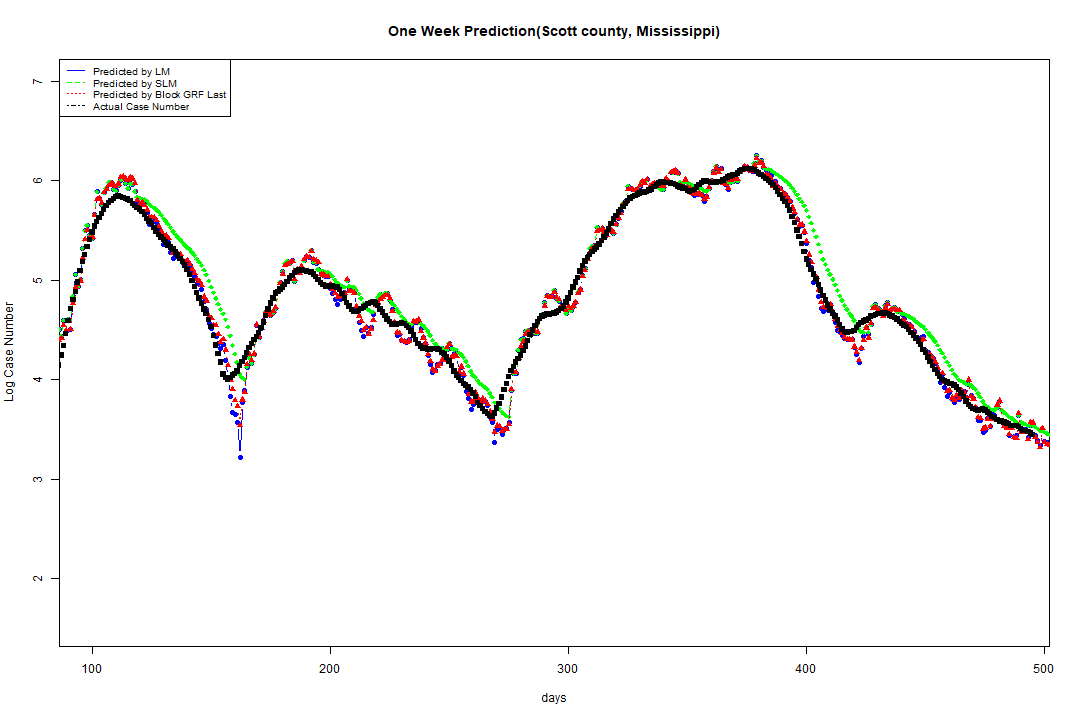 One Week Prediction(Scott county, Mississippi)
Predicted by LM
Predicted by SLM
Predicted by Block GRF Last
Actual Case Number
Log Case Number
7
6
5
4
3
2
100 200 300 400 500
days